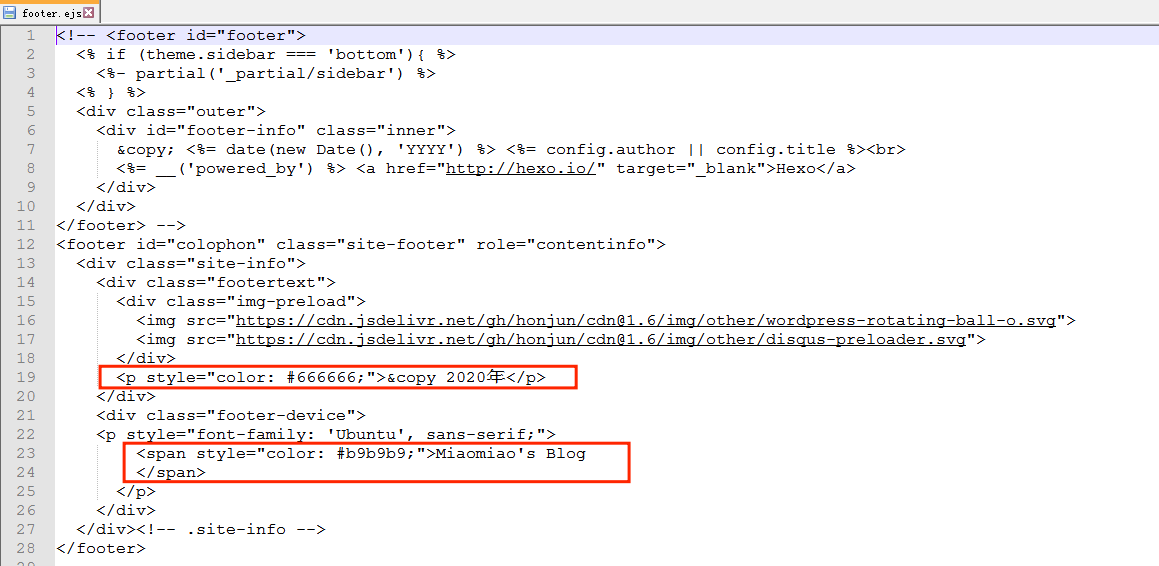 footer.ejs
1 <!-- <footer id="footer">
2 <% if (theme.sidebar === 'bottom'){ %>
3 <%- partial('_partial/sidebar') %>
4 <% } %>
5 <div class="outer">
6 <div id="footer-info" class="inner">
7 &copy; <%= date(new Date(), 'YYYY') %> <%= config.author || config.title %><br>
8 <%= __('powered_by') %> <a href="http://hexo.io/" target="_blank">Hexo</a>
9 </div>
10 </div>
11 </footer> -->
12 <footer id="colophon" class="site-footer" role="contentinfo">
13 <div class="site-info">
14 <div class="footertext">
15 <div class="img-preload">
16 <img src="https://cdn.jsdelivr.net/gh/honjun/cdn@1.6/img/other/wordpress-rotating-ball-o.svg">
17 <img src="https://cdn.jsdelivr.net/gh/honjun/cdn@1.6/img/other/disqus-preloader.svg">
18 </div>
19 <p style="color: #666666;">&copy 2020年</p>
20 </div>
21 <div class="footer-device">
22 <p style="font-family: 'Ubuntu', sans-serif;">
23 <span style="color: #b9b9b9;">Miaomiao's Blog
24 </span>
25 </p>
26 </div>
27 </div><!-- .site-info -->
28 </footer>